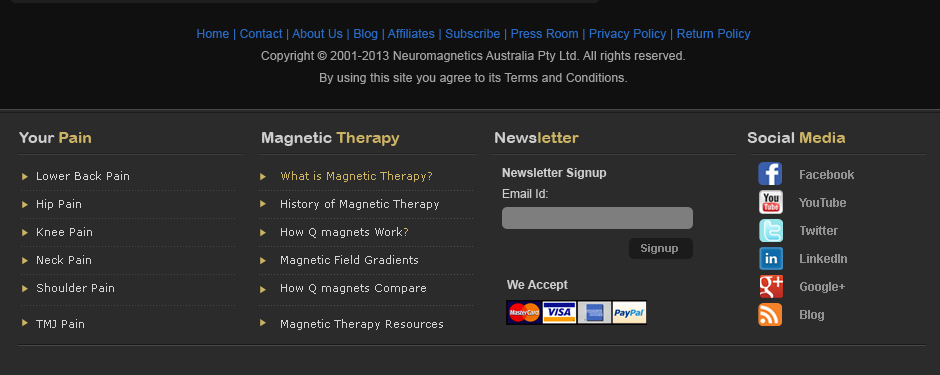 Home | Contact | About Us | Blog | Affiliates | Subscribe | Press Room | Privacy Policy | Return Policy
Copyright © 2001-2013 Neuromagnetics Australia Pty Ltd. All rights reserved.
By using this site you agree to its Terms and Conditions.
Your Pain
Lower Back Pain
Hip Pain
Knee Pain
Neck Pain
Shoulder Pain
TMJ Pain
Magnetic Therapy
What is Magnetic Therapy?
History of Magnetic Therapy
How Q magnets Work?
Magnetic Field Gradients
How Q magnets Compare
Magnetic Therapy Resources
Newsletter
Newsletter Signup
Email Id:
Signup
We Accept
MasterCard VISA PayPal
Social Media
f Facebook
You Tube YouTube
t Twitter
in LinkedIn
g+ Google+
Blog